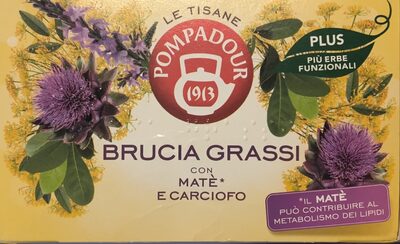 LE TISANE
POMPADOUR
1913
PLUS
PIÙ ERBE
FUNZIONALI
BRUCIA GRASSI
CON
MATÈ*
E CARCIOFO
*IL MATÈ
PUÒ CONTRIBUIRE AL
METABOLISMO DEI LIPIDI